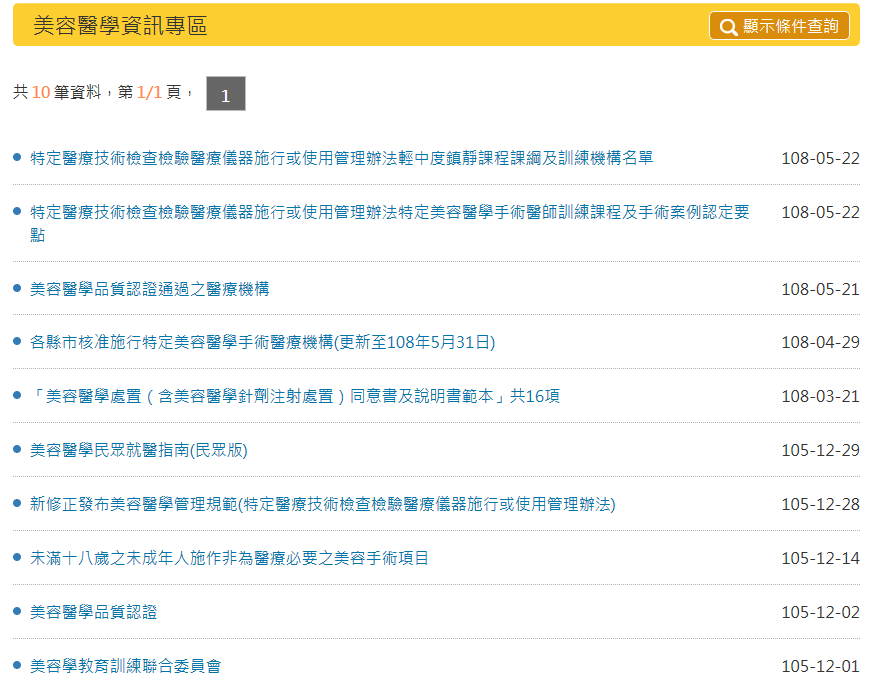 美容醫學資訊專區
顯示條件查詢
共 10 筆資料，第 1/1 頁， 1
特定醫療技術檢查檢驗醫療儀器施行或使用管理辦法輕中度鎮靜課程課綱及訓練機構名單 108-05-22
特定醫療技術檢查檢驗醫療儀器施行或使用管理辦法特定美容醫學手術醫師訓練課程及手術案例認定要 108-05-22
點
美容醫學品質認證通過之醫療機構 108-05-21
各縣市核准施行特定美容醫學手術醫療機構(更新至108年5月31日) 108-04-29
「美容醫學處置（含美容醫學針劑注射處置）同意書及說明書範本」共16項 108-03-21
美容醫學民眾就醫指南(民眾版) 105-12-29
新修正發布美容醫學管理規範(特定醫療技術檢查檢驗醫療儀器施行或使用管理辦法) 105-12-28
未滿十八歲之未成年人施作非為醫療必要之美容手術項目 105-12-14
美容醫學品質認證 105-12-02
美容學教育訓練聯合委員會 105-12-01